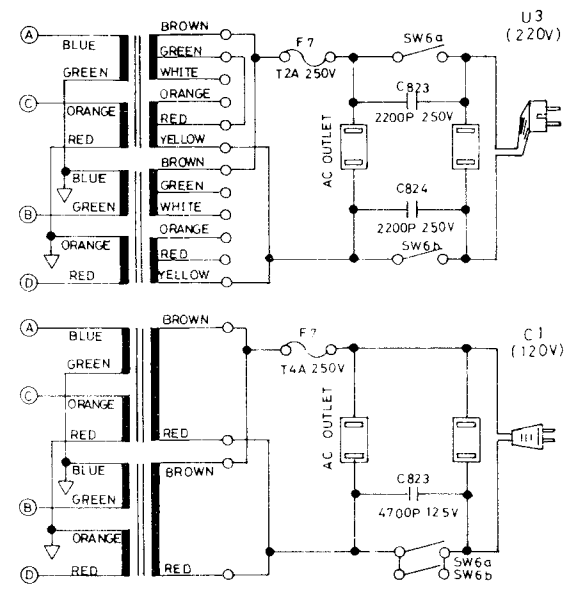 U3
(220V)
A
BLUE
BROWN
GREEN
GREEN
WHITE
F7
T2A 250V
SW6a
C
ORANGE
ORANGE
RED
RED
YELLOW
C823
2200P 250V
AC OUTLET
BLUE
BROWN
GREEN
B
GREEN
WHITE
C824
2200P 250V
ORANGE
ORANGE
RED
D
RED
YELLOW
SW6b
C1
(120V)
A
BLUE
BROWN
F7
T4A 250V
GREEN
C
ORANGE
RED
RED
AC OUTLET
BLUE
BROWN
B
GREEN
C823
4700P 125V
ORANGE
D
RED
RED
SW6a
SW6b